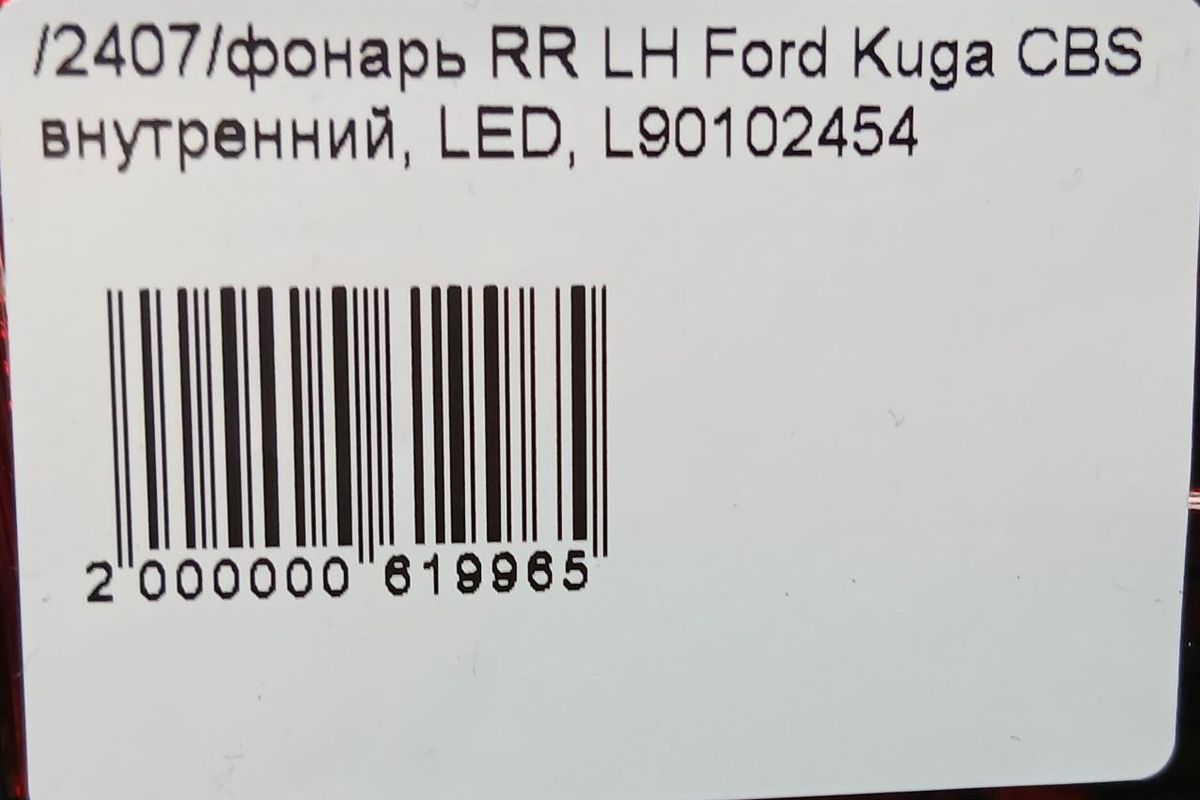 /2407/фонарь RR LH Ford Kuga CBS
внутренний, LED, L90102454
2 000000 619965